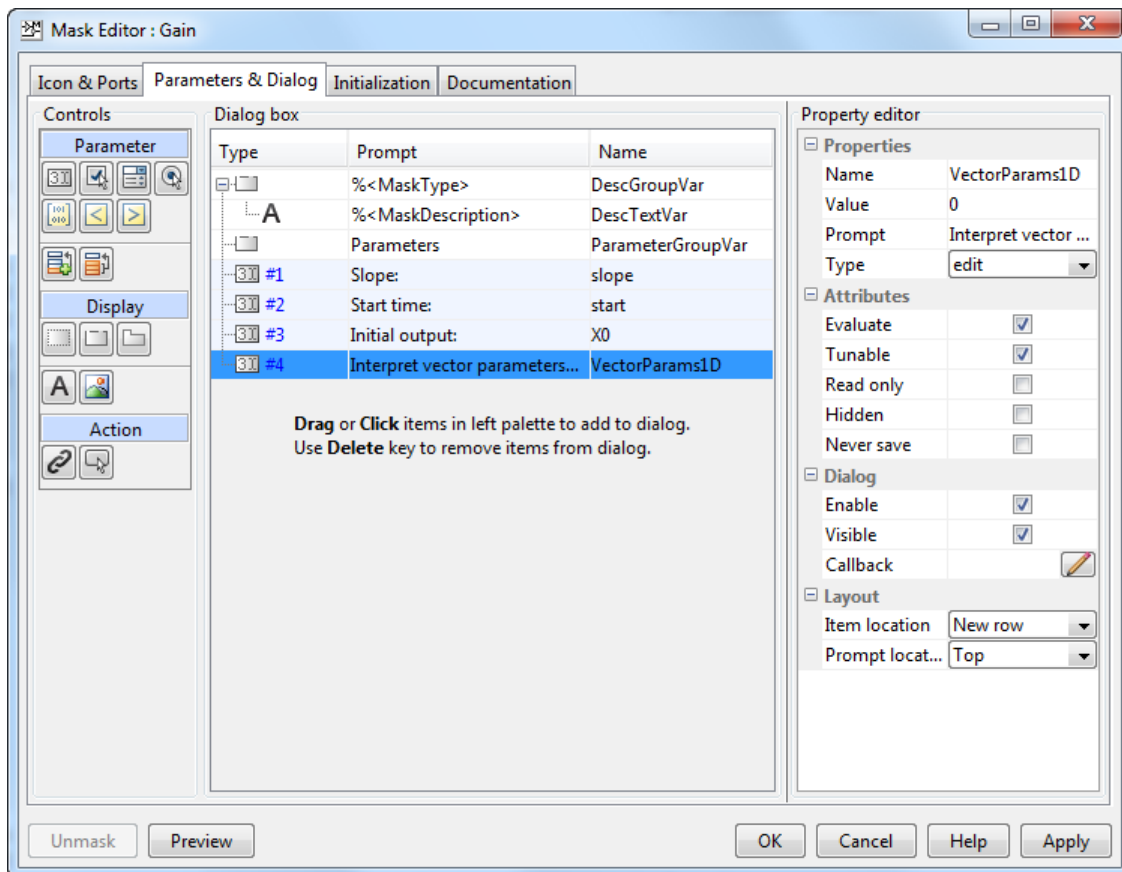 Mask Editor : Gain
Icon & Ports Parameters & Dialog Initialization Documentation
Controls
Parameter
Display
A
Action
Dialog box
Type Prompt Name
%<MaskType> DescGroupVar
A %<MaskDescription> DescTextVar
Parameters ParameterGroupVar
#1 Slope: slope
#2 Start time: start
#3 Initial output: X0
#4 Interpret vector parameters... VectorParams1D
Drag or Click items in left palette to add to dialog.
Use Delete key to remove items from dialog.
Property editor
Properties
Name VectorParams1D
Value 0
Prompt Interpret vector ...
Type edit
Attributes
Evaluate
Tunable
Read only
Hidden
Never save
Dialog
Enable
Visible
Callback
Layout
Item location New row
Prompt locat... Top
Unmask Preview OK Cancel Help Apply